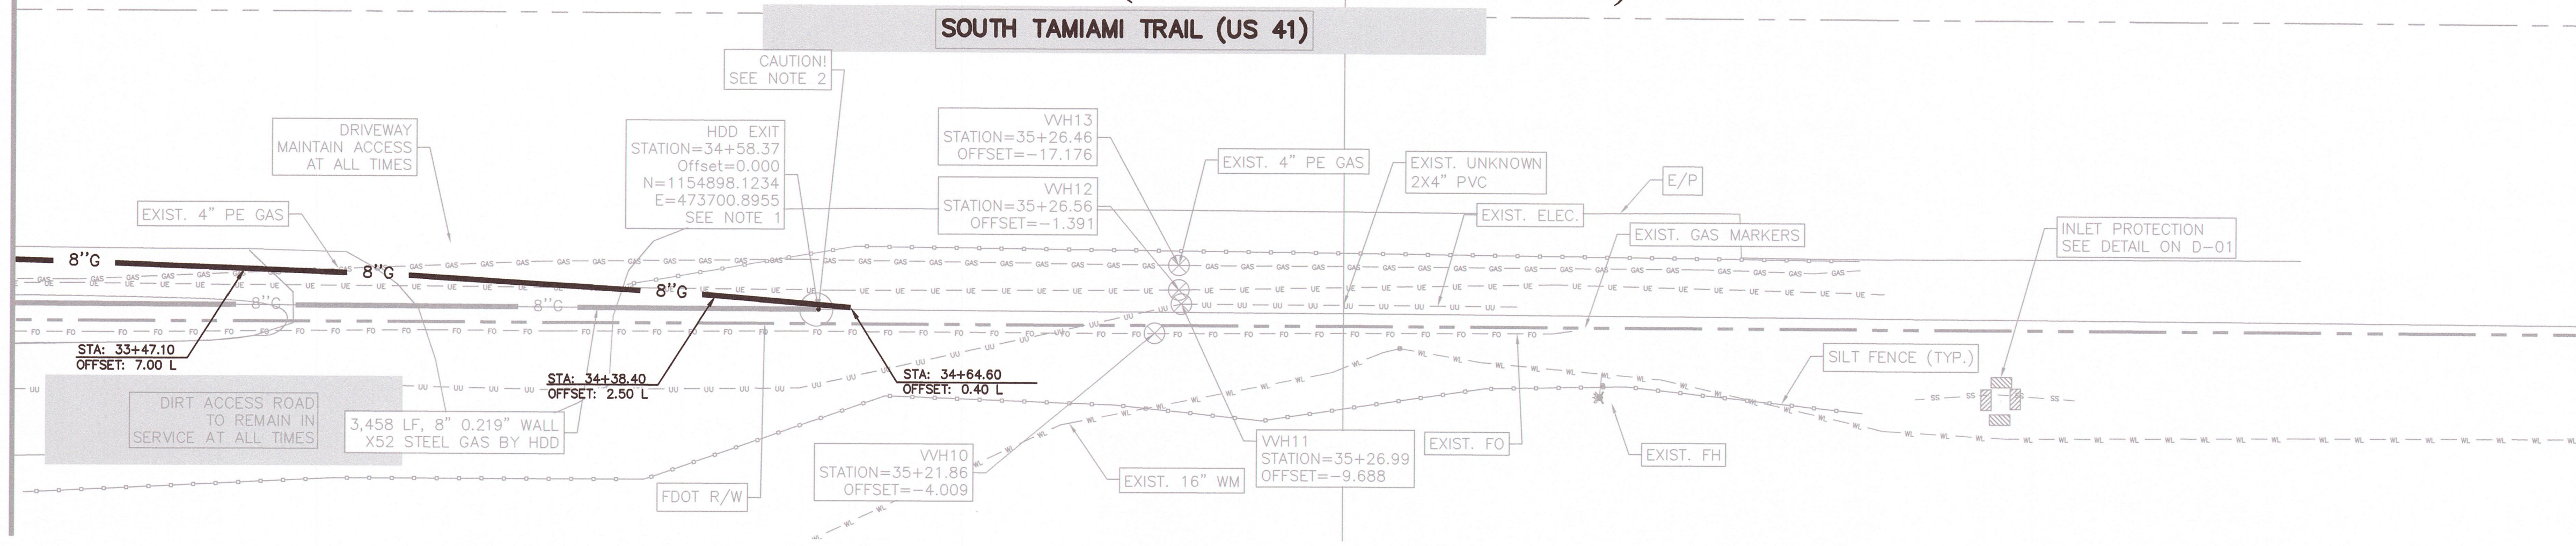 SOUTH TAMIAMI TRAIL (US 41)
CAUTION!
SEE NOTE 2
DRIVEWAY
MAINTAIN ACCESS
AT ALL TIMES
HDD EXIT
STATION=34+58.37
Offset=0.000
N=1154898.1234
E=473700.8955
SEE NOTE 1
VVH13
STATION=35+26.46
OFFSET=-17.176
VVH12
STATION=35+26.56
OFFSET=-1.391
EXIST. 4" PE GAS
EXIST. UNKNOWN
2X4" PVC
E/P
EXIST. ELEC.
EXIST. GAS MARKERS
INLET PROTECTION
SEE DETAIL ON D-01
EXIST. 4" PE GAS
8"G
8"G
8"G
8"G
8"G
STA: 33+47.10
OFFSET: 7.00 L
STA: 34+38.40
OFFSET: 2.50 L
STA: 34+64.60
OFFSET: 0.40 L
DIRT ACCESS ROAD
TO REMAIN IN
SERVICE AT ALL TIMES
3,458 LF, 8" 0.219" WALL
X52 STEEL GAS BY HDD
FDOT R/W
VVH10
STATION=35+21.86
OFFSET=-4.009
EXIST. 16" WM
VVH11
STATION=35+26.99
OFFSET=-9.688
EXIST. FO
EXIST. FH
SILT FENCE (TYP.)